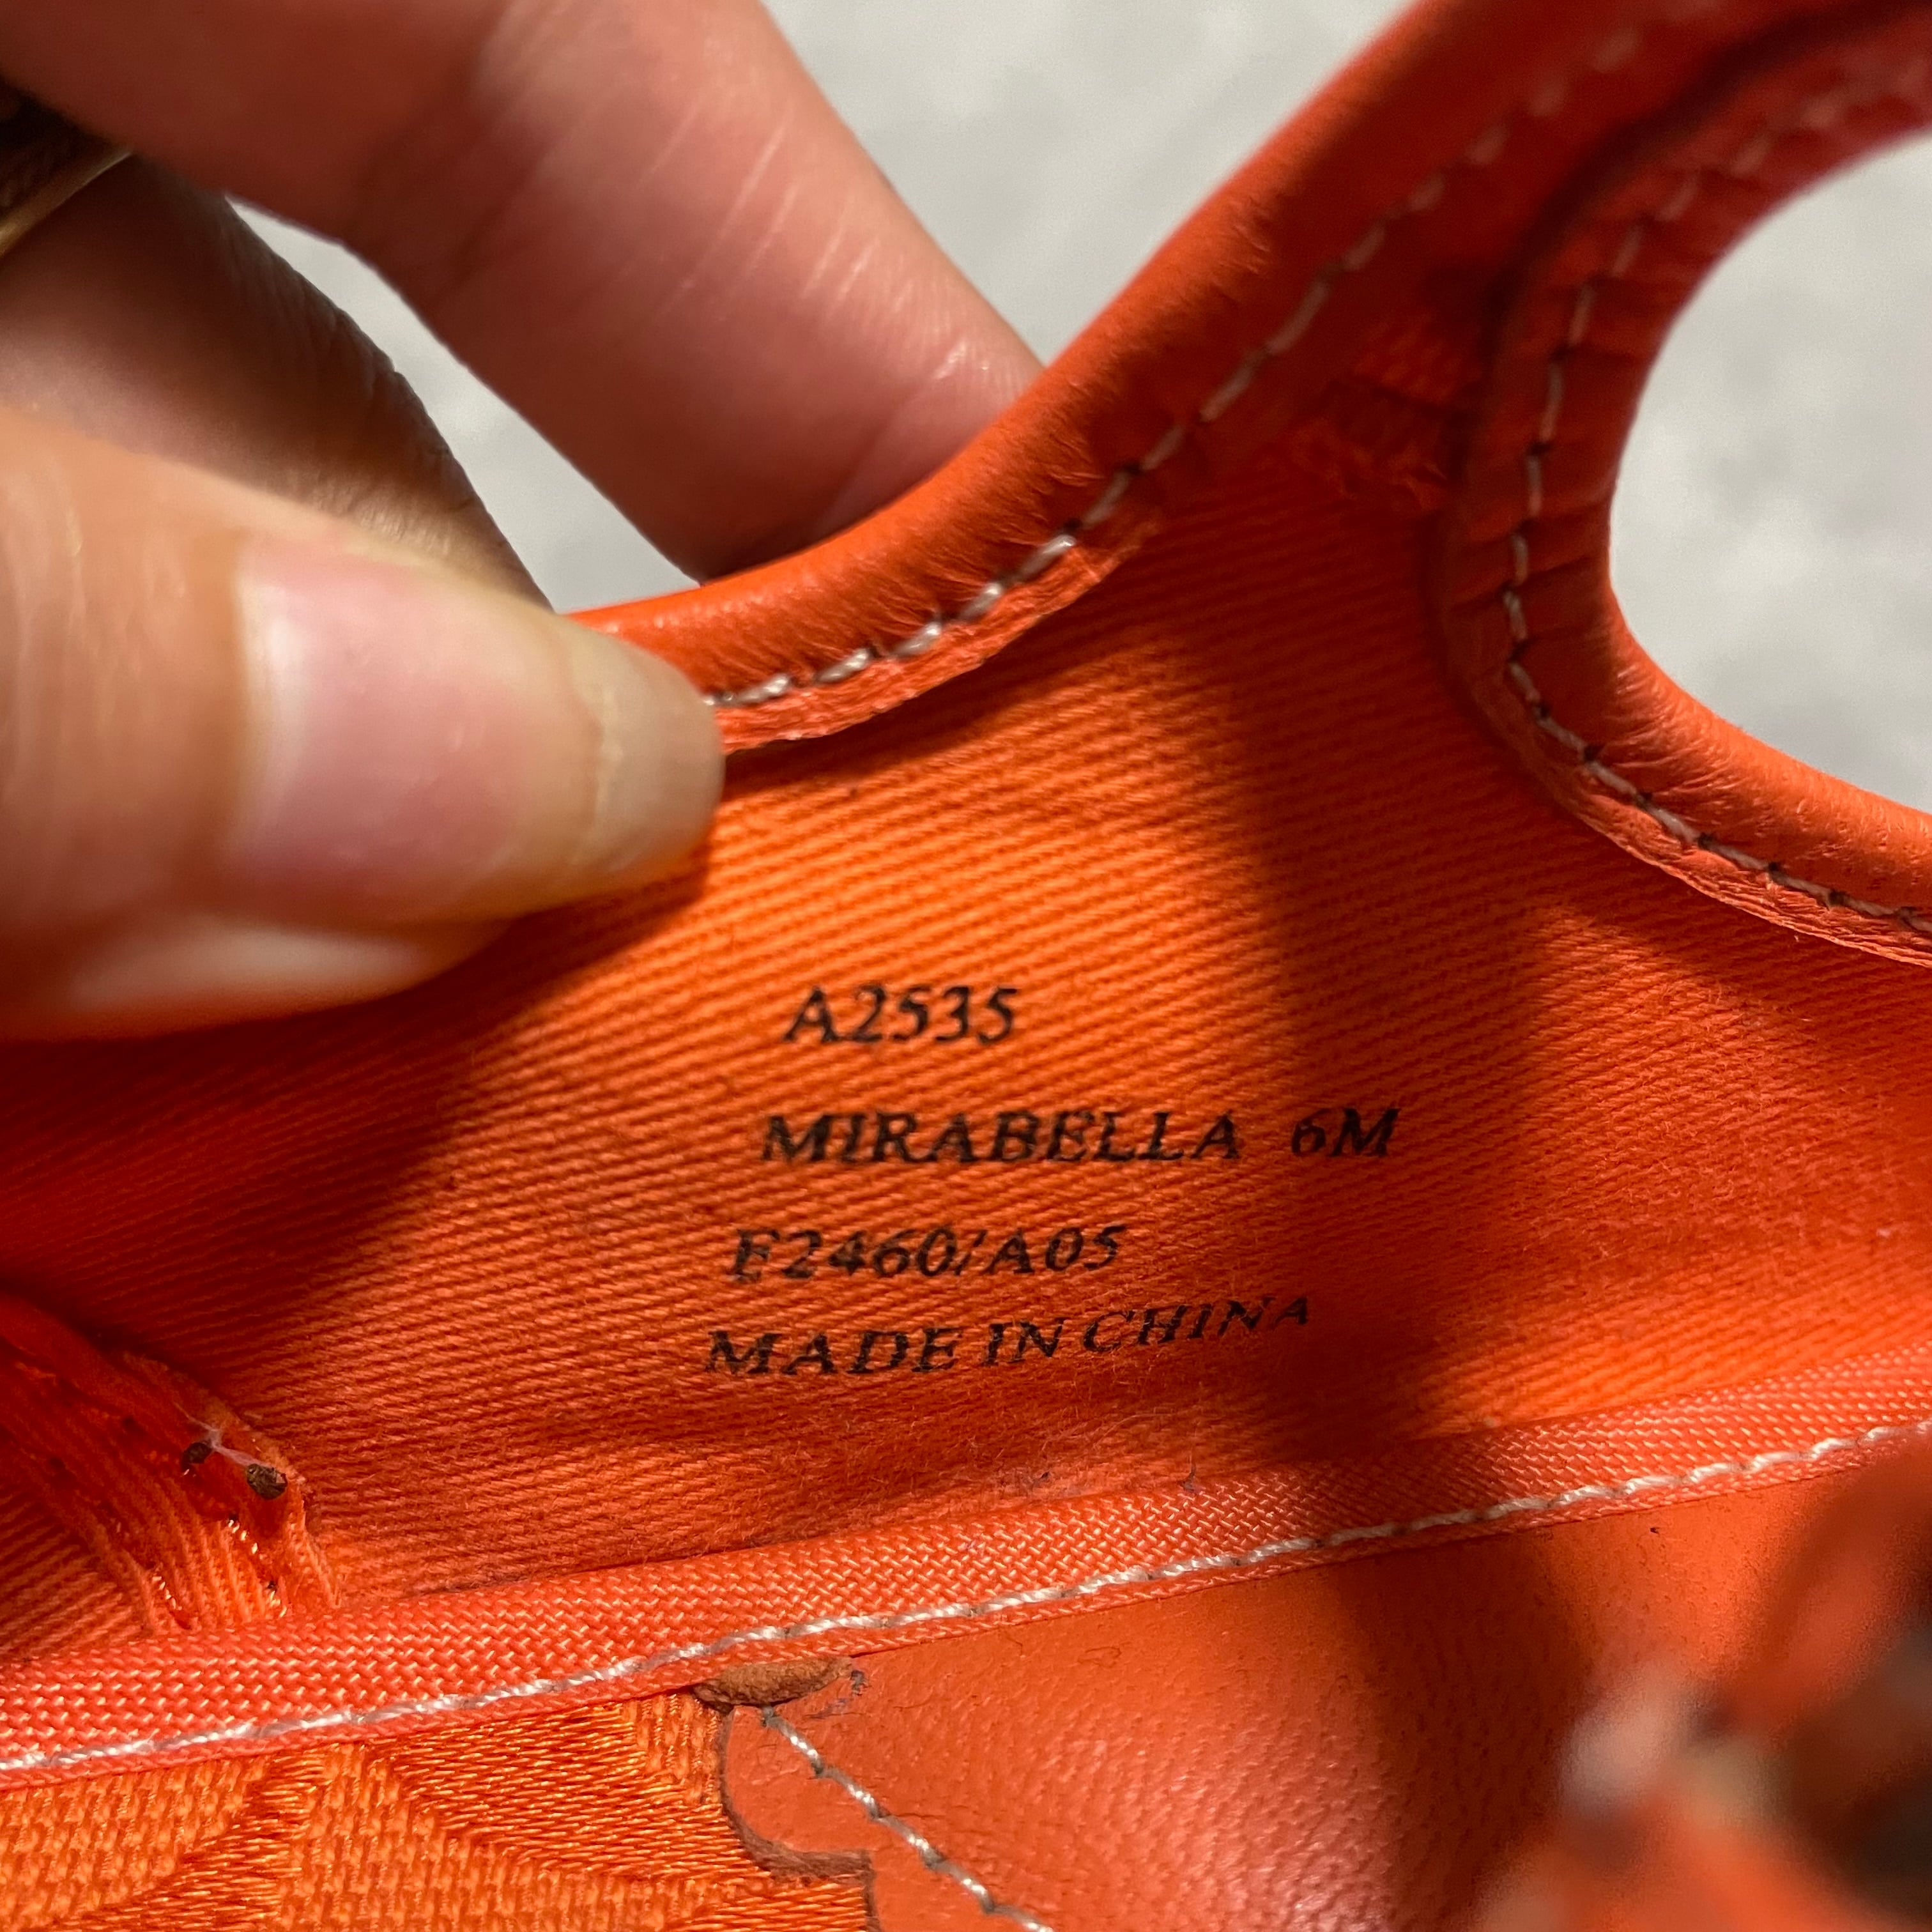 A2535
MIRABELLA 6M
F2460/A05
MADE IN CHINA